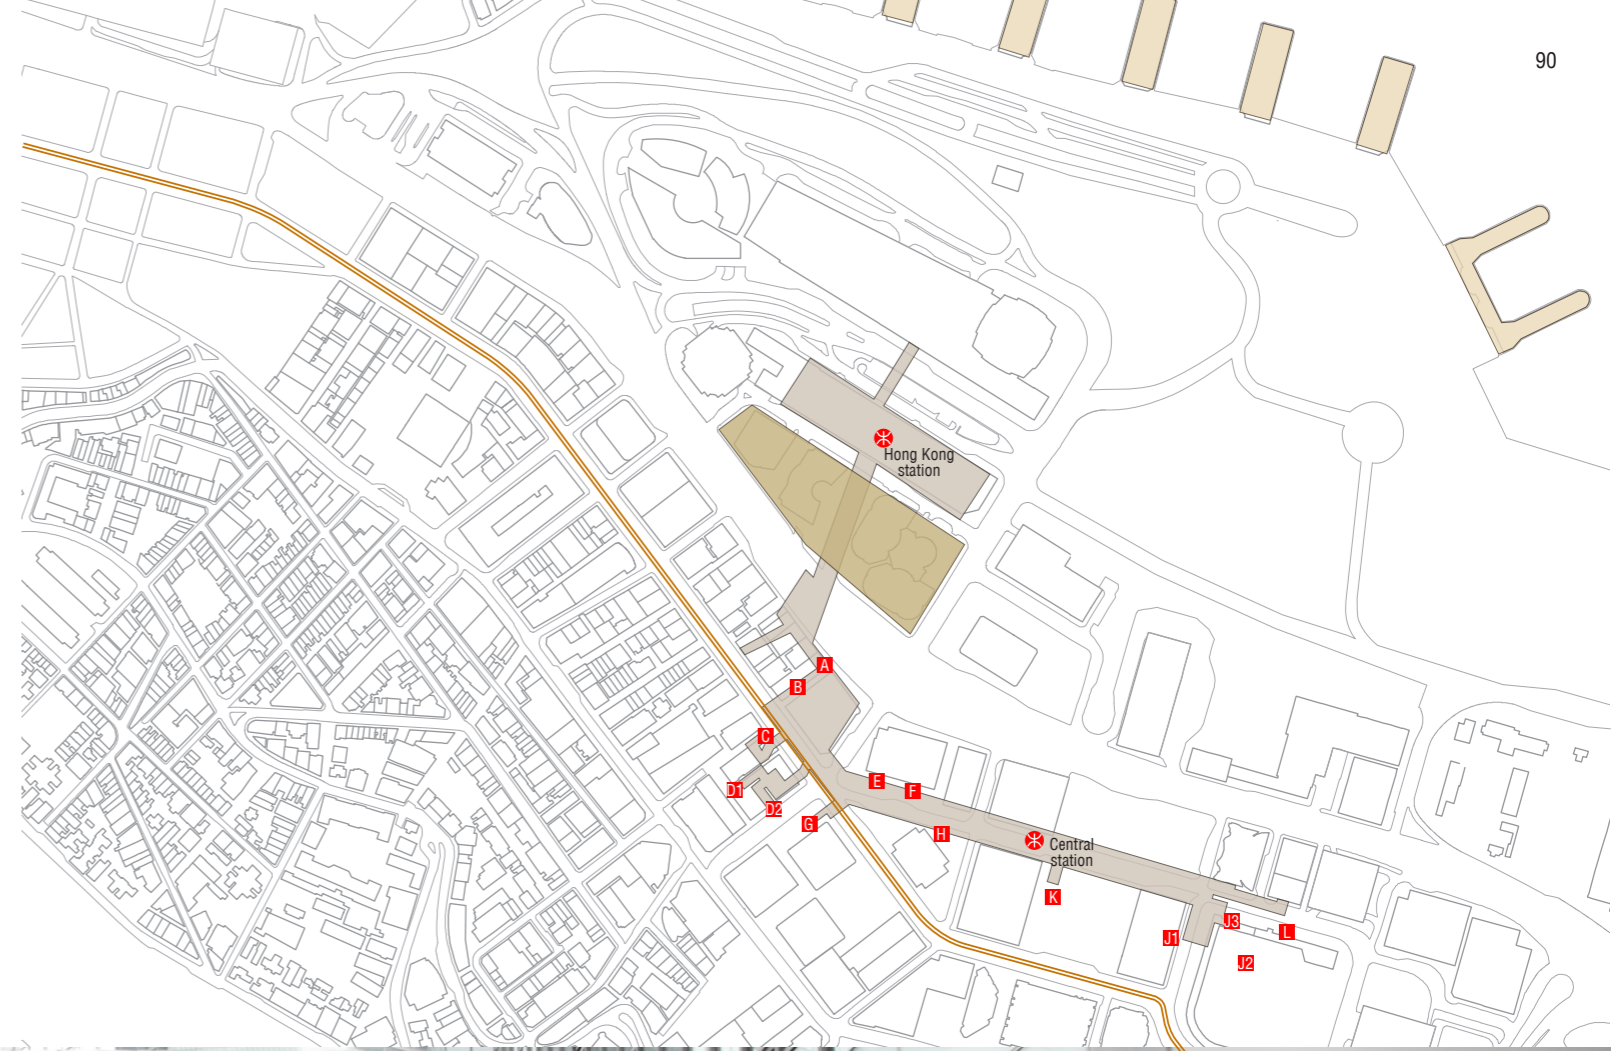 90
Hong Kong
station
A
B
C
D1
D2
E
F
G
H
Central
station
K
J1
J3
L
J2